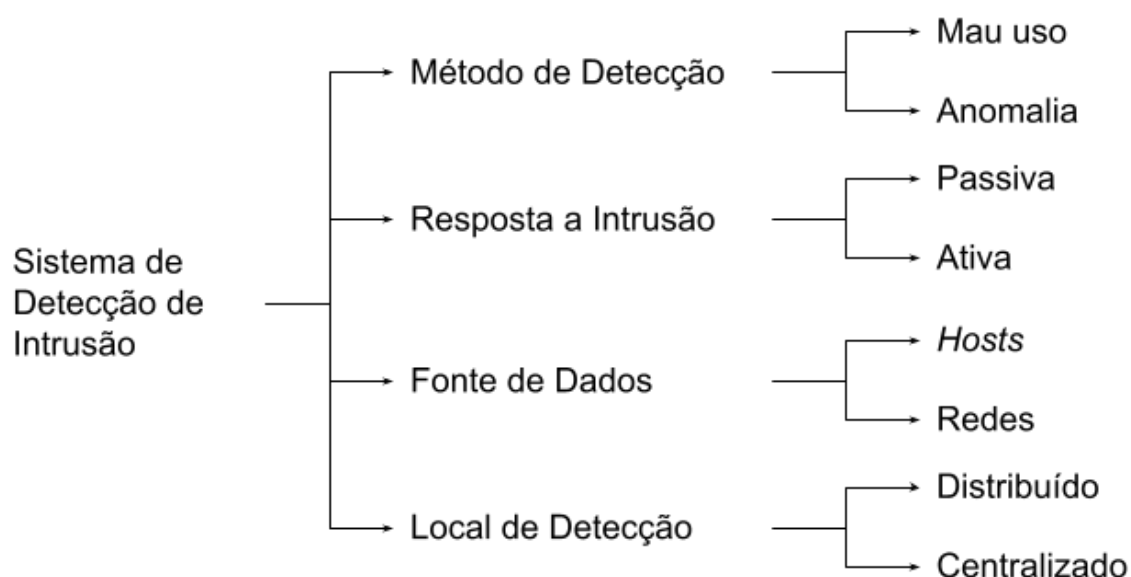 Sistema de
Detecção de
Intrusão
Método de Detecção
Mau uso
Anomalia
Resposta a Intrusão
Passiva
Ativa
Fonte de Dados
Hosts
Redes
Local de Detecção
Distribuído
Centralizado